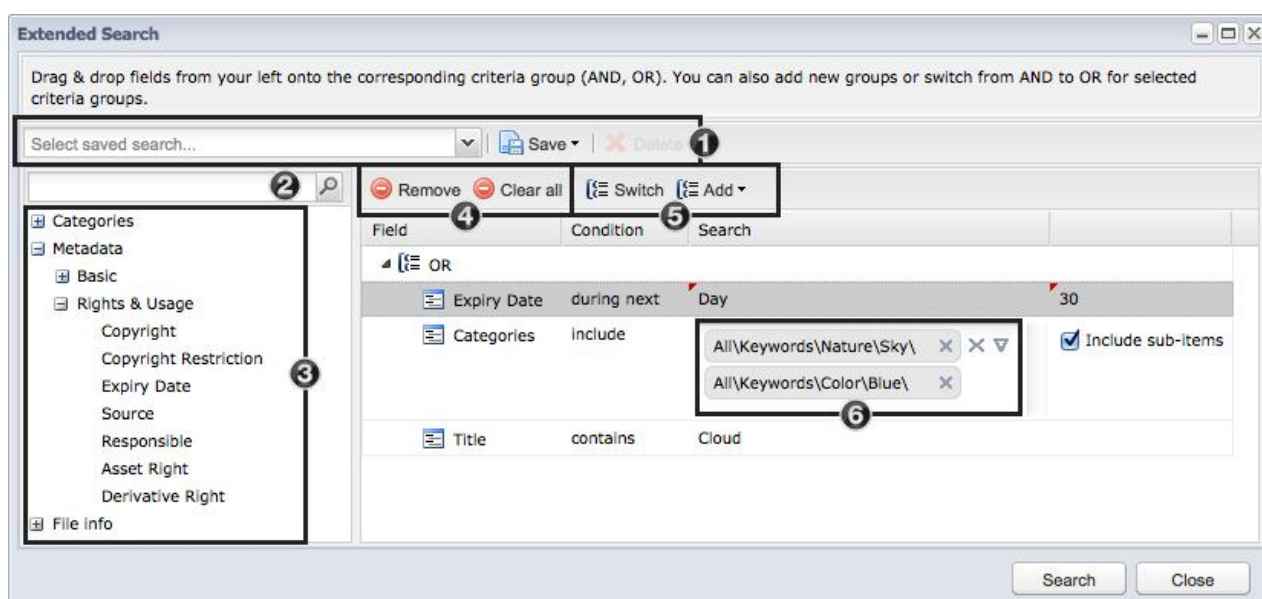 Extended Search
Drag & drop fields from your left onto the corresponding criteria group (AND, OR). You can also add new groups or switch from AND to OR for selected
criteria groups.
Select saved search... Save Delete 1
2 Remove Clear all Switch Add
4 5
Categories
Metadata
Basic
Rights & Usage
Copyright
Copyright Restriction
Expiry Date
Source
Responsible
Asset Right
Derivative Right
File info
3
Field Condition Search
OR
Expiry Date during next Day 30
Categories include All\Keywords\Nature\Sky\ Include sub-items
All\Keywords\Color\Blue\
6
Title contains Cloud
Search Close